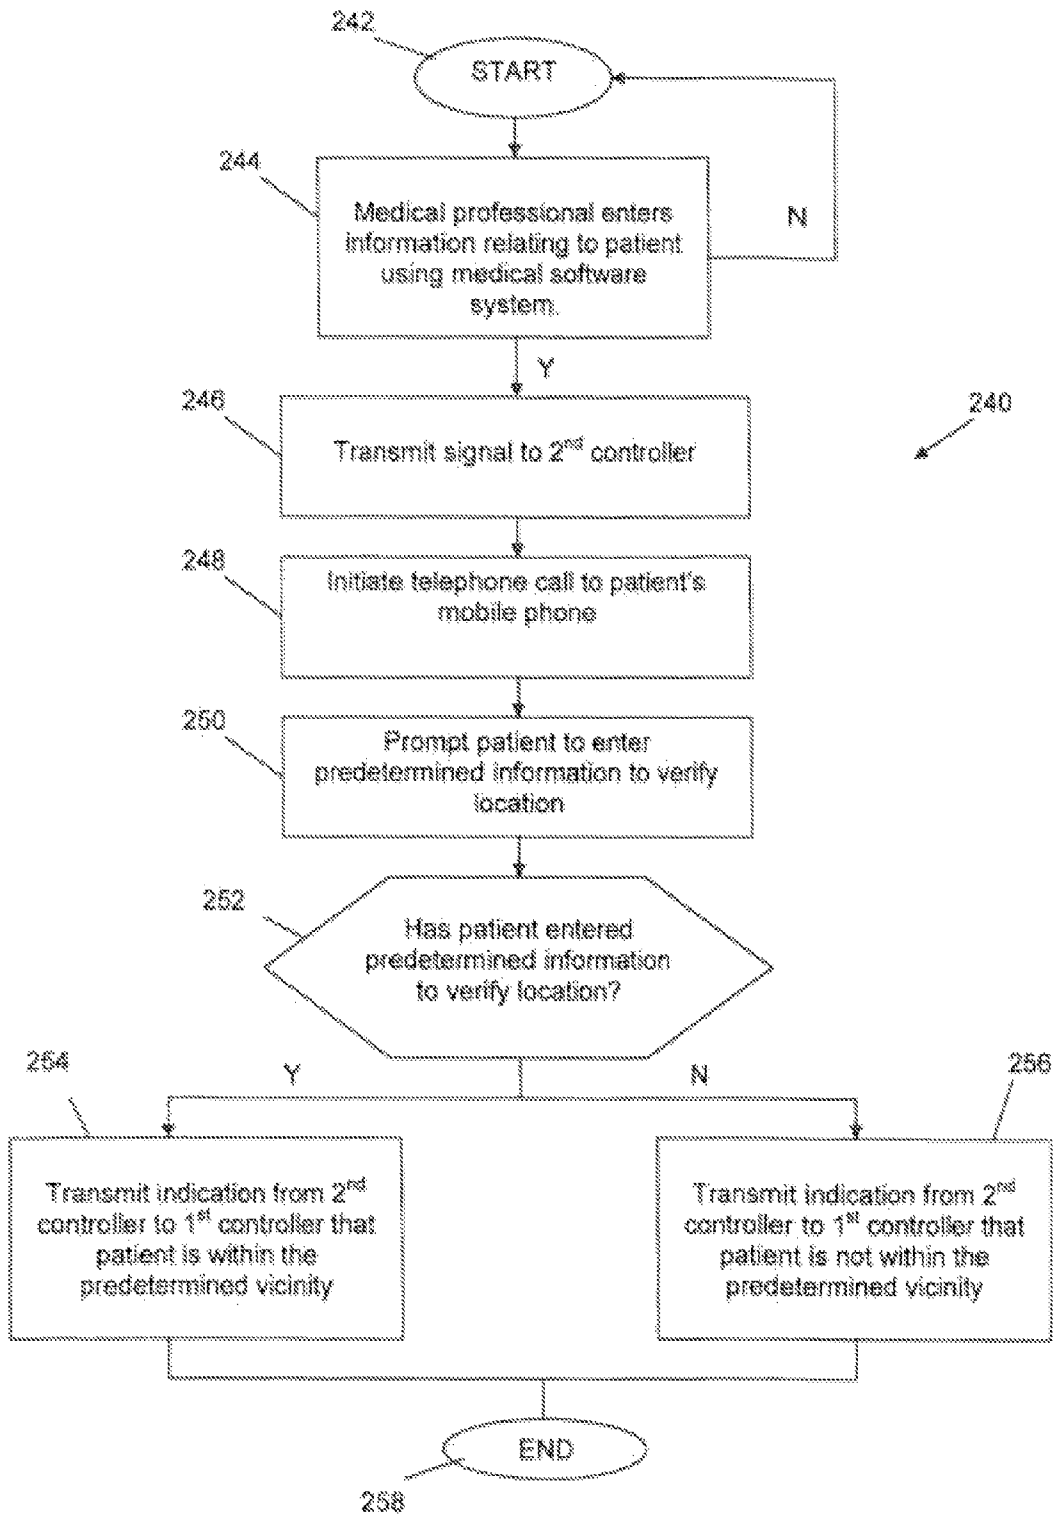 242
START
244
Medical professional enters
information relating to patient
using medical software
system.
N
Y
246
Transmit signal to 2nd controller
240
248
Initiate telephone call to patient's
mobile phone
250
Prompt patient to enter
predetermined information to verify
location
252
Has patient entered
predetermined information
to verify location?
254
Y
N
256
Transmit indication from 2nd
controller to 1st controller that
patient is within the
predetermined vicinity
Transmit indication from 2nd
controller to 1st controller that
patient is not within the
predetermined vicinity
END
258